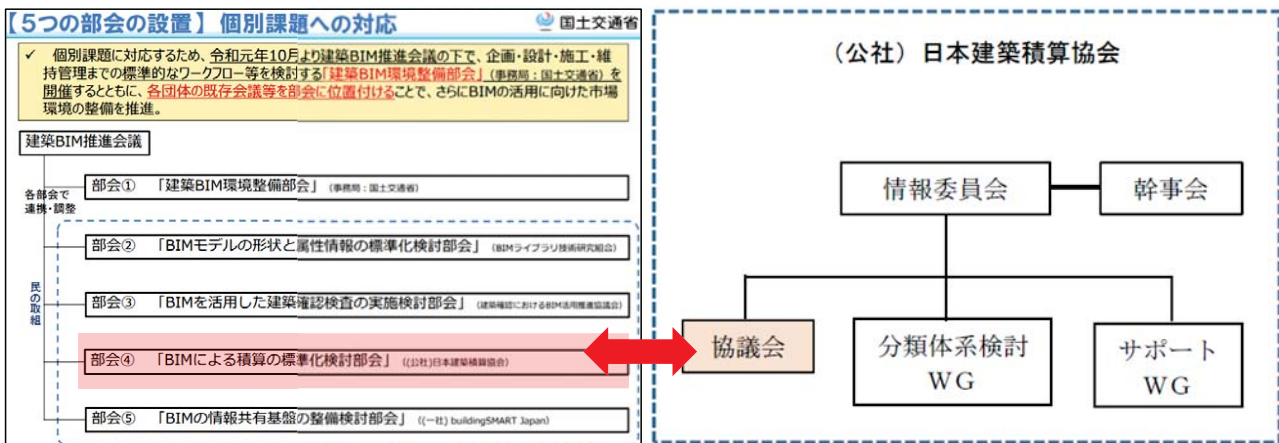 【5つの部会の設置】個別課題への対応
国土交通省
✓ 個別課題に対応するため、令和元年10月より建築BIM推進会議の下で、企画・設計・施工・維
持管理までの標準的なワークフロー等を検討する「建築BIM環境整備部会」（事務局：国土交通省）を
開催するとともに、各団体の既存会議等を部会に位置付けることで、さらにBIMの活用に向けた市場
環境の整備を推進。
建築BIM推進会議
各部会で
連携・調整
部会① 「建築BIM環境整備部会」（事務局：国土交通省）
部会② 「BIMモデルの形状と属性情報の標準化検討部会」（BIMライブラリ技術研究組合）
民の取組
部会③ 「BIMを活用した建築確認検査の実施検討部会」（建築確認におけるBIM活用推進協議会）
部会④ 「BIMによる積算の標準化検討部会」（(公社)日本建築積算協会）
部会⑤ 「BIMの情報共有基盤の整備検討部会」（(一社) buildingSMART Japan）
（公社）日本建築積算協会
情報委員会
幹事会
協議会
分類体系検討
WG
サポート
WG